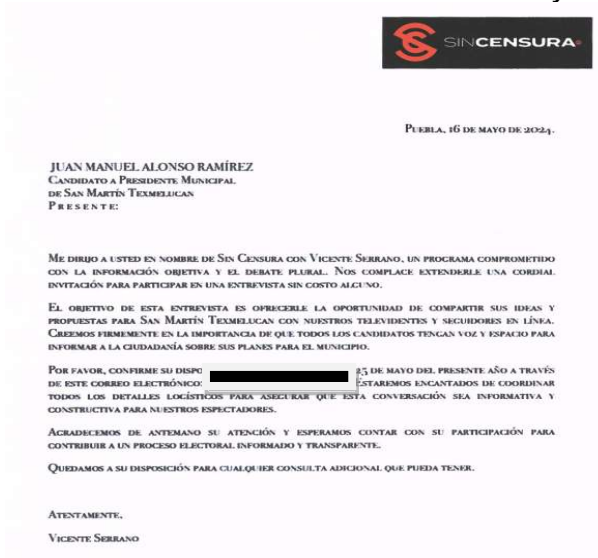 SINCENSURA
PUEBLA, 16 DE MAYO DE 2024.
JUAN MANUEL ALONSO RAMÍREZ
CANDIDATO A PRESIDENTE MUNICIPAL
DE SAN MARTÍN TEXMELUCAN
PRESENTE:
ME DIRIJO A USTED EN NOMBRE DE SIN CENSURA CON VICENTE SERRANO, UN PROGRAMA COMPROMETIDO
CON LA INFORMACIÓN OBJETIVA Y EL DEBATE PLURAL. NOS COMPLACE EXTENDERLE UNA CORDIAL
INVITACIÓN PARA PARTICIPAR EN UNA ENTREVISTA SIN COSTO ALGUNO.
EL OBJETIVO DE ESTA ENTREVISTA ES OFRECERLE LA OPORTUNIDAD DE COMPARTIR SUS IDEAS Y
PROPUESTAS PARA SAN MARTÍN TEXMELUCAN CON NUESTROS TELEVIDENTES Y SEGUIDORES EN LÍNEA.
CREEMOS FIRMEMENTE EN LA IMPORTANCIA DE QUE TODOS LOS CANDIDATOS TENGAN VOZ Y ESPACIO PARA
INFORMAR A LA CIUDADANÍA SOBRE SUS PLANES PARA EL MUNICIPIO.
POR FAVOR, CONFIRME SU DISPO 25 DE MAYO DEL PRESENTE AÑO A TRAVÉS
DE ESTE CORREO ELECTRÓNICO: ESTAREMOS ENCANTADOS DE COORDINAR
TODOS LOS DETALLES LOGÍSTICOS PARA ASEGURAR QUE ESTA CONVERSACIÓN SEA INFORMATIVA Y
CONSTRUCTIVA PARA NUESTROS ESPECTADORES.
AGRADECEMOS DE ANTEMANO SU ATENCIÓN Y ESPERAMOS CONTAR CON SU PARTICIPACIÓN PARA
CONTRIBUIR A UN PROCESO ELECTORAL INFORMADO Y TRANSPARENTE.
QUEDAMOS A SU DISPOSICIÓN PARA CUALQUIER CONSULTA ADICIONAL QUE PUEDA TENER.
ATENTAMENTE,
VICENTE SERRANO